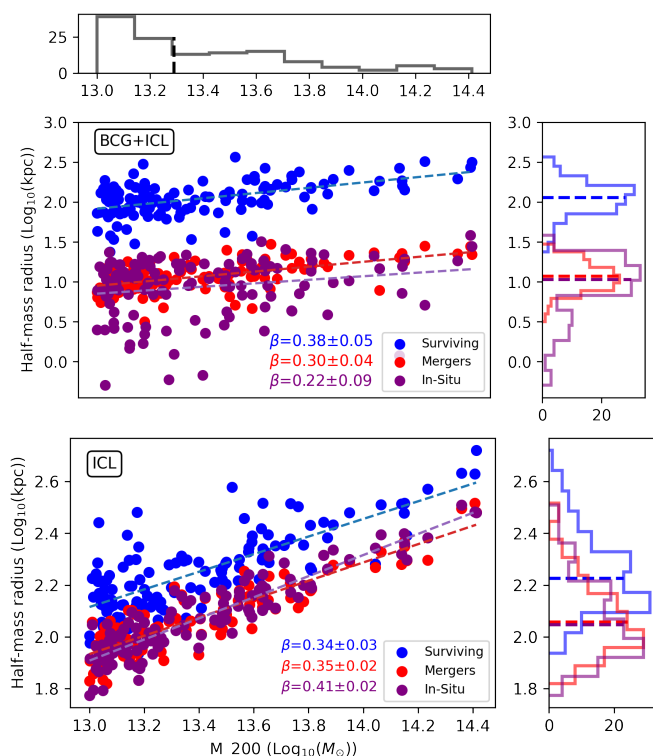 25
0
13.0 13.2 13.4 13.6 13.8 14.0 14.2 14.4
3.0
2.5
2.0
1.5
1.0
0.5
0.0
Half-mass radius (Log10(kpc))
BCG+ICL
β=0.38±0.05 Surviving
β=0.30±0.04 Mergers
β=0.22±0.09 In-Situ
3.0
2.5
2.0
1.5
1.0
0.5
0.0
0 20
2.6
2.4
2.2
2.0
1.8
Half-mass radius (Log10(kpc))
ICL
β=0.34±0.03 Surviving
β=0.35±0.02 Mergers
β=0.41±0.02 In-Situ
13.0 13.2 13.4 13.6 13.8 14.0 14.2 14.4
M_200 (Log10(M⊙))
2.6
2.4
2.2
2.0
1.8
0 20